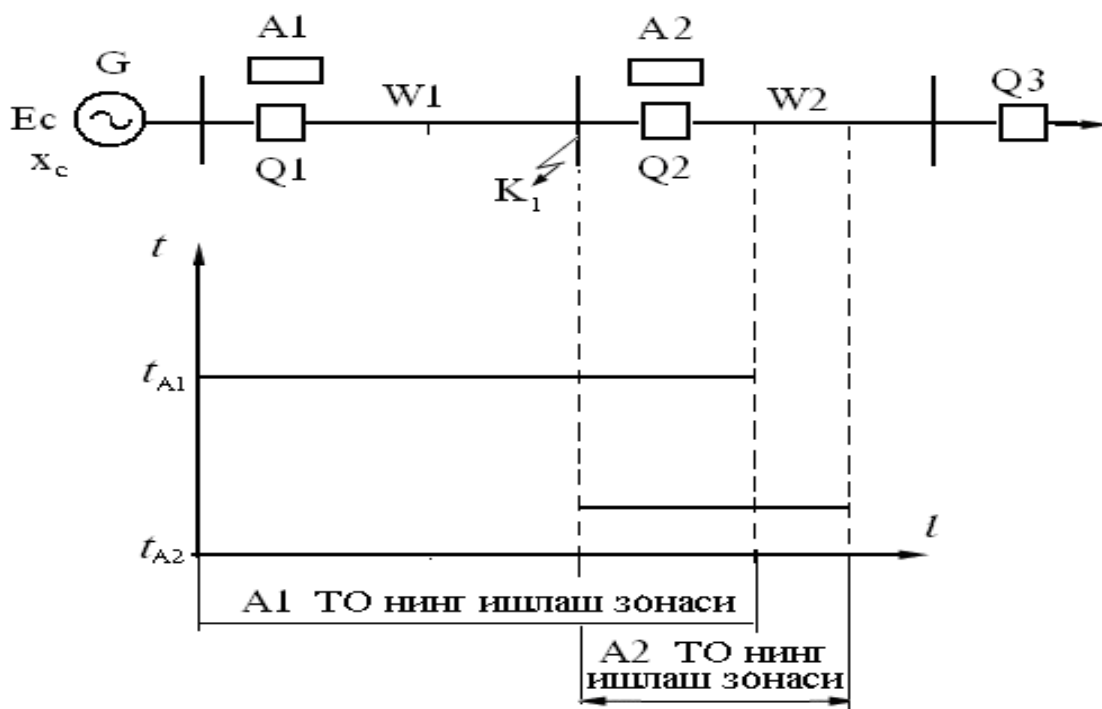 A1
A2
G
W1
W2
Q3
Ec
xc
Q1
K1
Q2
t
tA1
tA2
l
A1 ТО нинг ишлаш зонаси
A2 ТО нинг
ишлаш зонаси